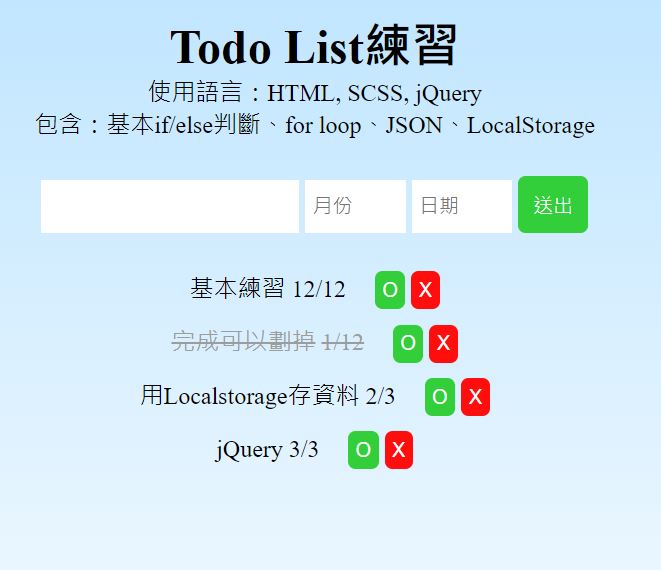 Todo List練習
使用語言：HTML, SCSS, jQuery
包含：基本if/else判斷、for loop、JSON、LocalStorage
月份 日期 送出
基本練習 12/12 O X
完成可以劃掉 1/12 O X
用Localstorage存資料 2/3 O X
jQuery 3/3 O X